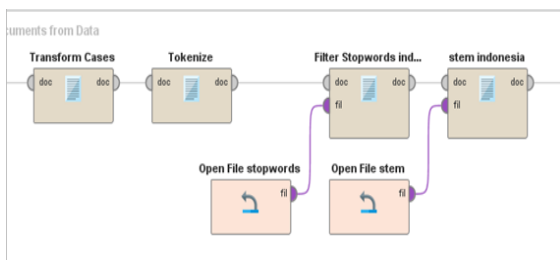 cuments from Data
Transform Cases
Tokenize
Filter Stopwords ind...
stem indonesia
doc doc
doc doc
doc doc
fil
doc doc
fil
Open File stopwords
Open File stem
fil
fil